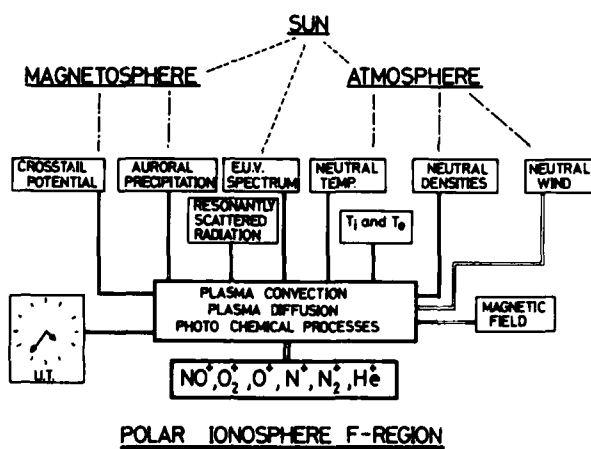 SUN
MAGNETOSPHERE
ATMOSPHERE
CROSSTAIL
POTENTIAL
AURORAL
PRECIPITATION
E.U.V.
SPECTRUM
NEUTRAL
TEMP.
NEUTRAL
DENSITIES
NEUTRAL
WIND
RESONANTLY
SCATTERED
RADIATION
Ti and Te
PLASMA CONVECTION
PLASMA DIFFUSION
PHOTO CHEMICAL PROCESSES
MAGNETIC
FIELD
U.T.
NO⁺,O₂⁺,O⁺,N⁺,N₂⁺,He⁺
POLAR IONOSPHERE F-REGION